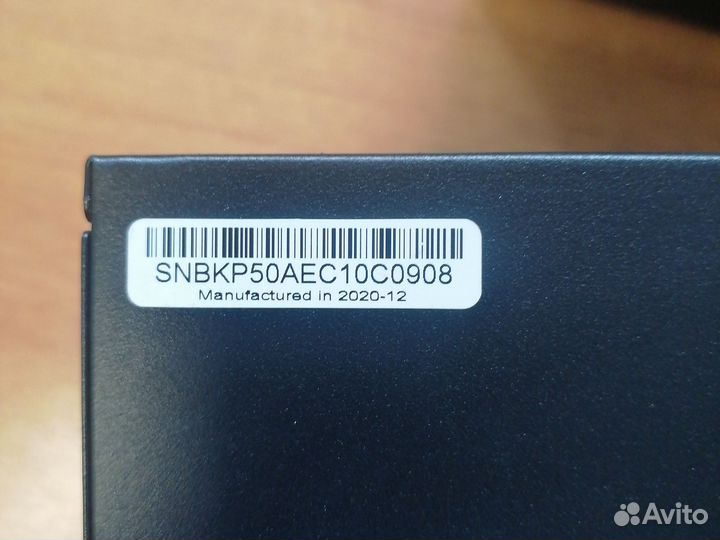 SNBKP50AEC10C0908
Manufactured in 2020-12
Avito